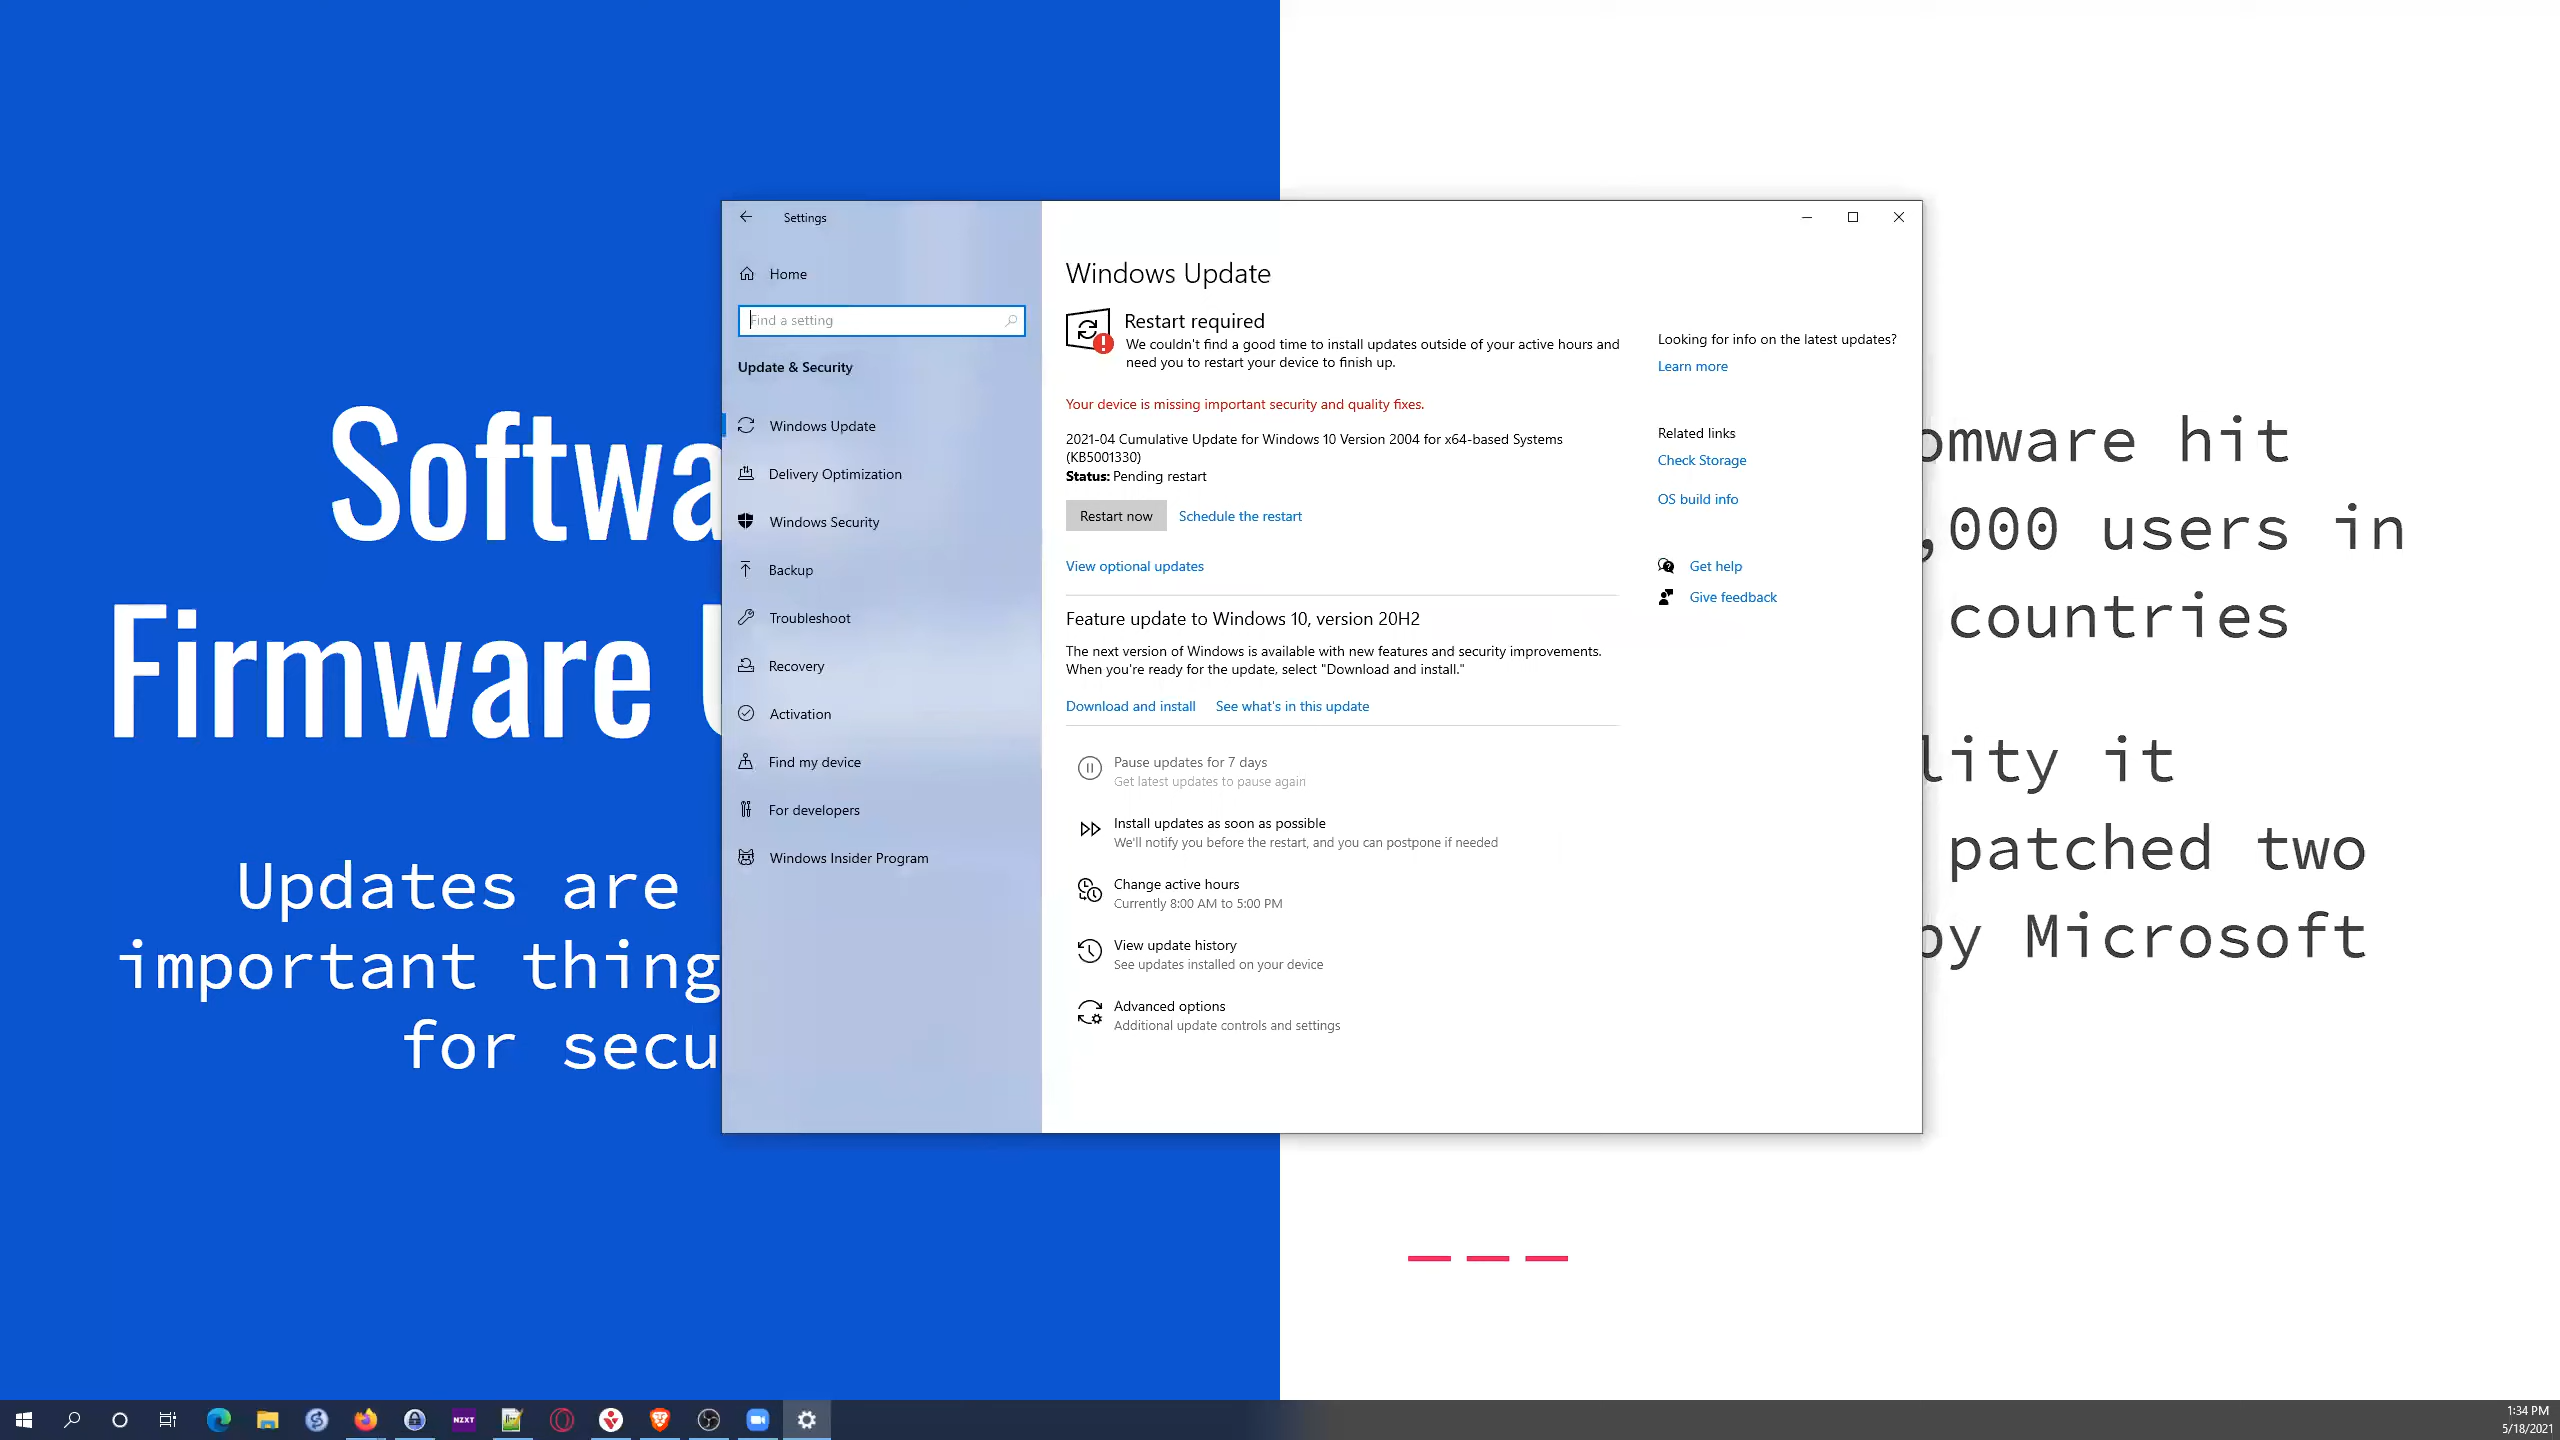 Softwa
Firmware U
Updates are
important thing
for secu
omware hit
,000 users in
countries
lity it
patched two
by Microsoft
Settings
Home
Find a setting
Update & Security
Windows Update
Delivery Optimization
Windows Security
Backup
Troubleshoot
Recovery
Activation
Find my device
For developers
Windows Insider Program
Windows Update
Restart required
We couldn't find a good time to install updates outside of your active hours and
need you to restart your device to finish up.
Your device is missing important security and quality fixes.
2021-04 Cumulative Update for Windows 10 Version 2004 for x64-based Systems
(KB5001330)
Status: Pending restart
Restart now Schedule the restart
View optional updates
Feature update to Windows 10, version 20H2
The next version of Windows is available with new features and security improvements.
When you're ready for the update, select "Download and install."
Download and install See what's in this update
Pause updates for 7 days
Get latest updates to pause again
Install updates as soon as possible
We'll notify you before the restart, and you can postpone if needed
Change active hours
Currently 8:00 AM to 5:00 PM
View update history
See updates installed on your device
Advanced options
Additional update controls and settings
Looking for info on the latest updates?
Learn more
Related links
Check Storage
OS build info
Get help
Give feedback
NZXT
1:34 PM
5/18/2021